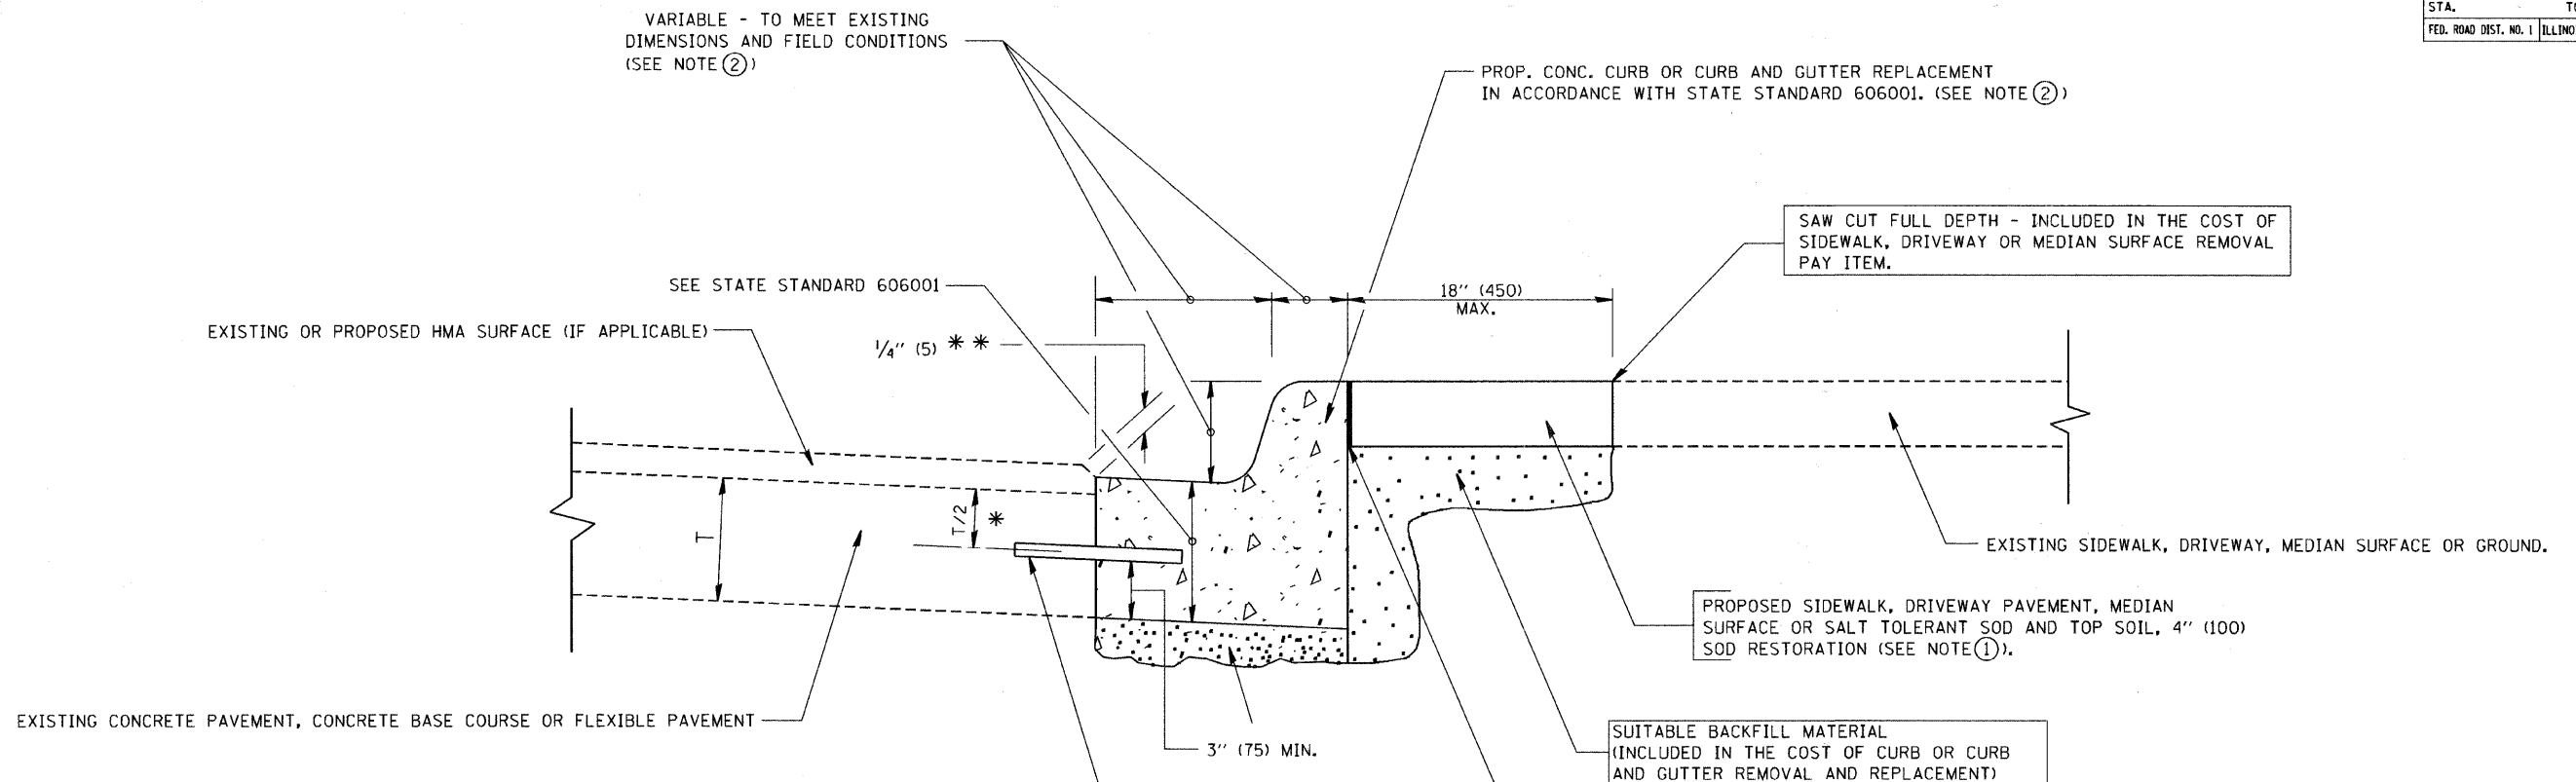 STA.
FED. ROAD DIST. NO. 1
VARIABLE - TO MEET EXISTING
DIMENSIONS AND FIELD CONDITIONS
(SEE NOTE ②)
PROP. CONC. CURB OR CURB AND GUTTER REPLACEMENT
IN ACCORDANCE WITH STATE STANDARD 606001. (SEE NOTE ②)
SAW CUT FULL DEPTH - INCLUDED IN THE COST OF
SIDEWALK, DRIVEWAY OR MEDIAN SURFACE REMOVAL
PAY ITEM.
SEE STATE STANDARD 606001
18'' (450)
MAX.
EXISTING OR PROPOSED HMA SURFACE (IF APPLICABLE)
1/4'' (5) * *
T
T/2 *
EXISTING SIDEWALK, DRIVEWAY, MEDIAN SURFACE OR GROUND.
PROPOSED SIDEWALK, DRIVEWAY PAVEMENT, MEDIAN
SURFACE OR SALT TOLERANT SOD AND TOP SOIL, 4'' (100)
SOD RESTORATION (SEE NOTE ①).
EXISTING CONCRETE PAVEMENT, CONCRETE BASE COURSE OR FLEXIBLE PAVEMENT
3'' (75) MIN.
SUITABLE BACKFILL MATERIAL
(INCLUDED IN THE COST OF CURB OR CURB
AND GUTTER REMOVAL AND REPLACEMENT)